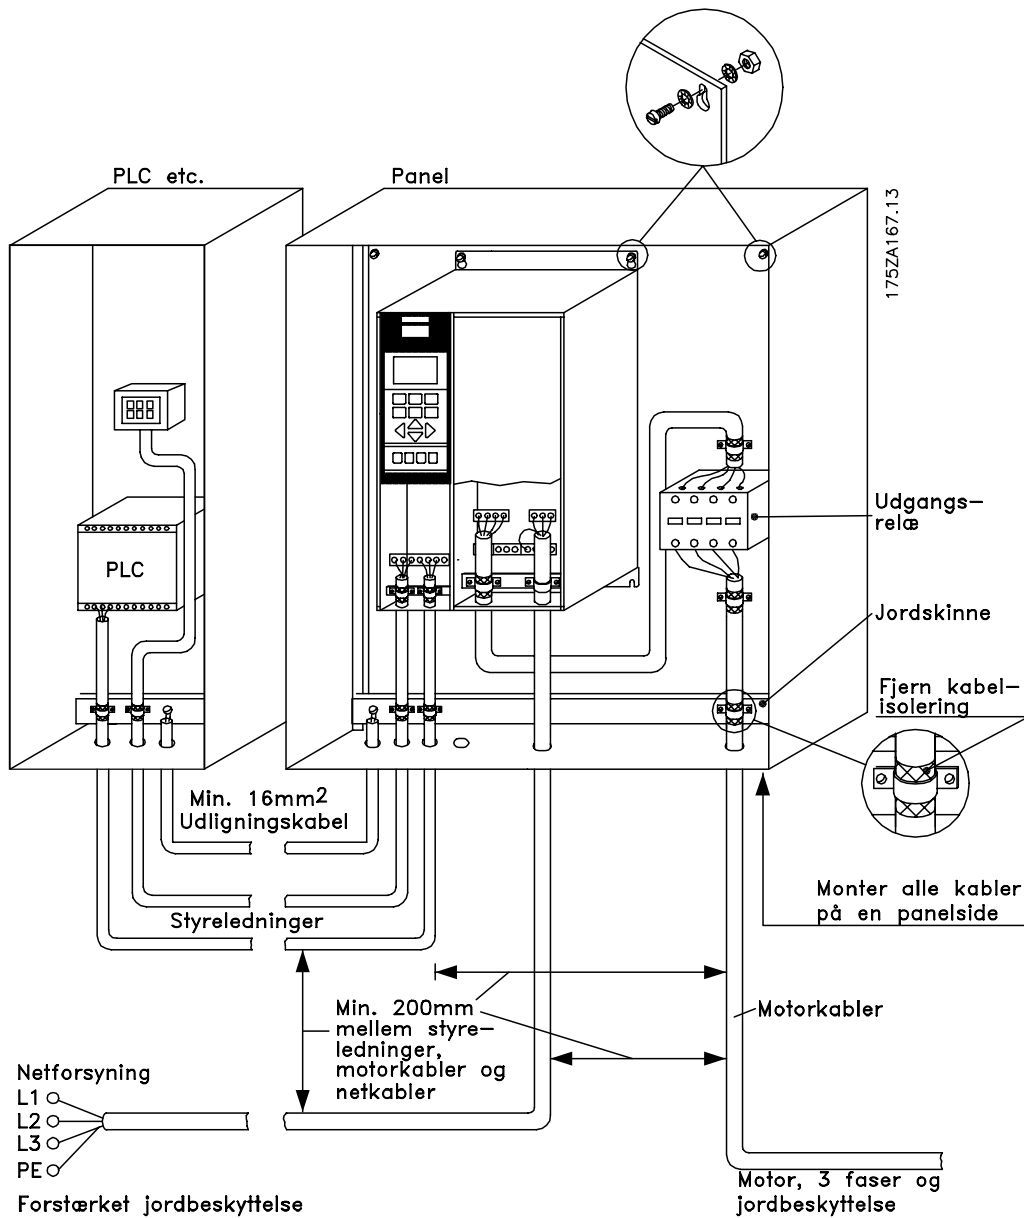 PLC etc.
Panel
175ZA167.13
PLC
Udgangs-
relæ
Jordskinne
Fjern kabel-
isolering
Min. 16mm2
Udligningskabel
Monter alle kabler
på en panelside
Styreledninger
Min. 200mm
mellem styre-
ledninger,
motorkabler og
netkabler
Motorkabler
Netforsyning
L1
L2
L3
PE
Forstærket jordbeskyttelse
Motor, 3 faser og
jordbeskyttelse